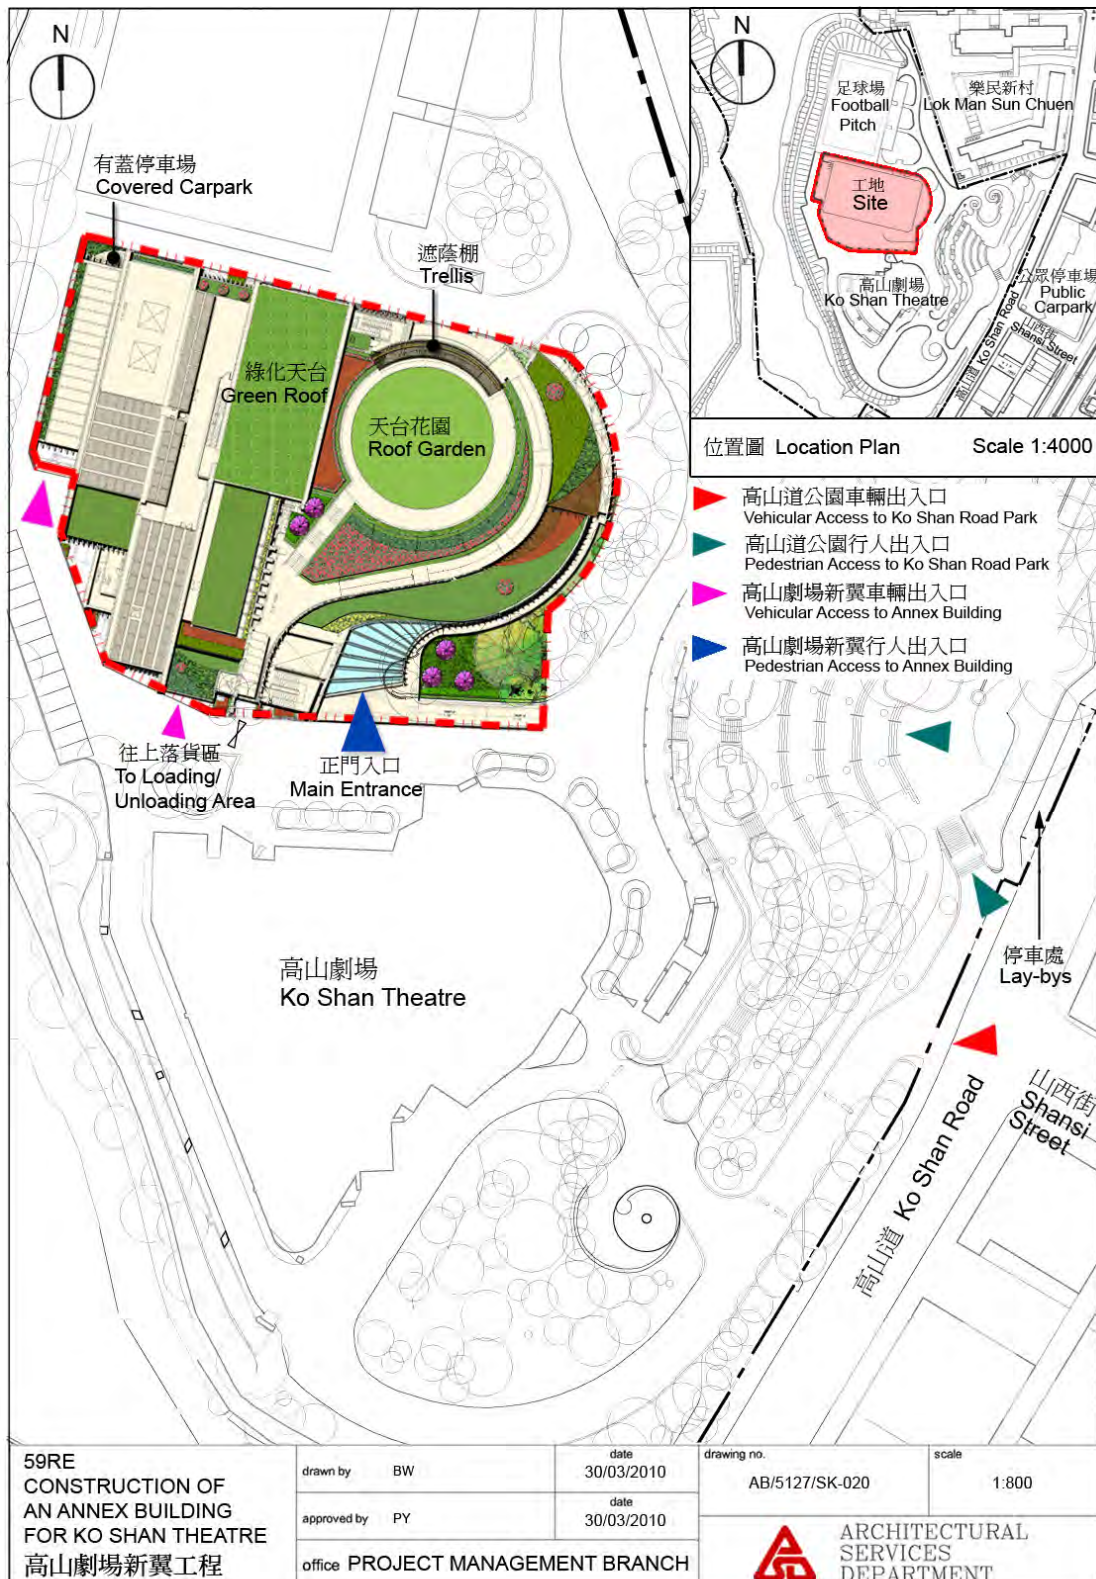 N
有蓋停車場
Covered Carpark
遮蔭棚
Trellis
綠化天台
Green Roof
天台花園
Roof Garden
往上落貨區
To Loading/
Unloading Area
正門入口
Main Entrance
高山劇場
Ko Shan Theatre
N
足球場
Football
Pitch
樂民新村
Lok Man Sun Chuen
工地
Site
高山劇場
Ko Shan Theatre
公眾停車場
Public
Carpark
山西街
Shansi Street
高山道 Ko Shan Road
位置圖 Location Plan Scale 1:4000
高山道公園車輛出入口
Vehicular Access to Ko Shan Road Park
高山道公園行人出入口
Pedestrian Access to Ko Shan Road Park
高山劇場新翼車輛出入口
Vehicular Access to Annex Building
高山劇場新翼行人出入口
Pedestrian Access to Annex Building
停車處
Lay-bys
山西街
Shansi
Street
高山道 Ko Shan Road
59RE
CONSTRUCTION OF
AN ANNEX BUILDING
FOR KO SHAN THEATRE
高山劇場新翼工程
drawn by BW
date
30/03/2010
approved by PY
date
30/03/2010
office PROJECT MANAGEMENT BRANCH
drawing no.
AB/5127/SK-020
scale
1:800
ARCHITECTURAL
SERVICES
DEPARTMENT